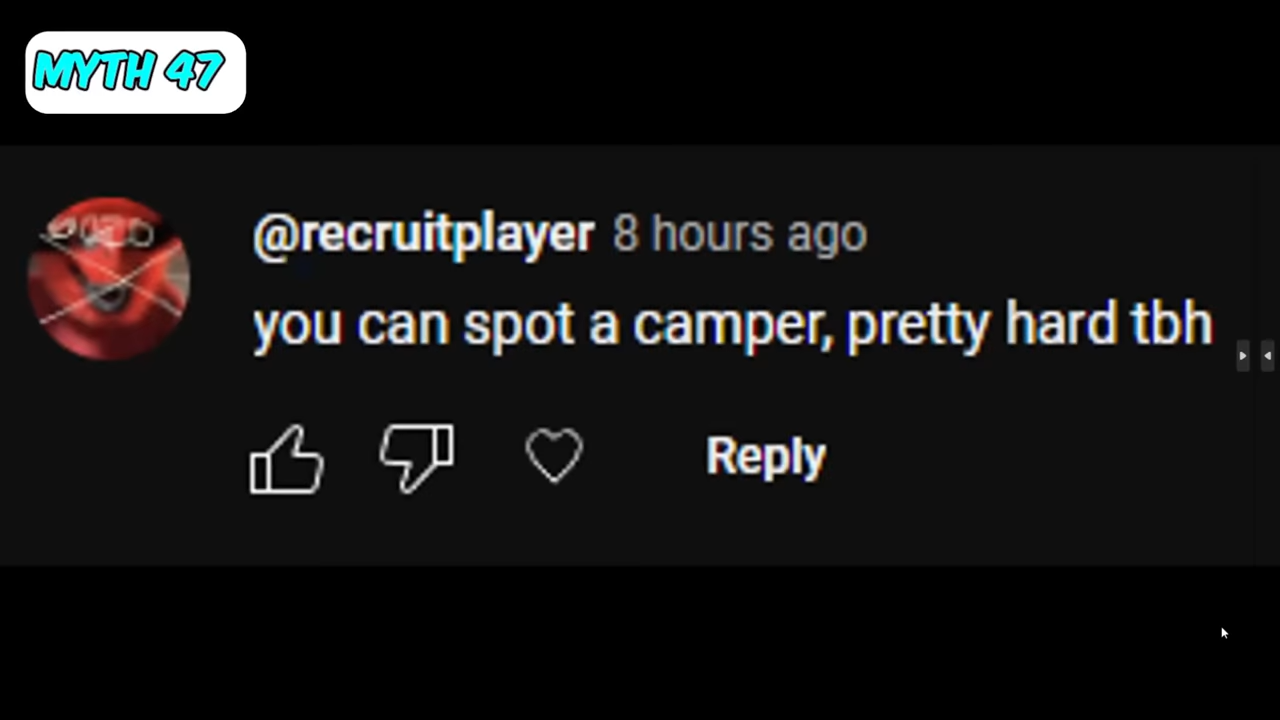 MYTH 47
@recruitplayer 8 hours ago
you can spot a camper, pretty hard tbh
Reply